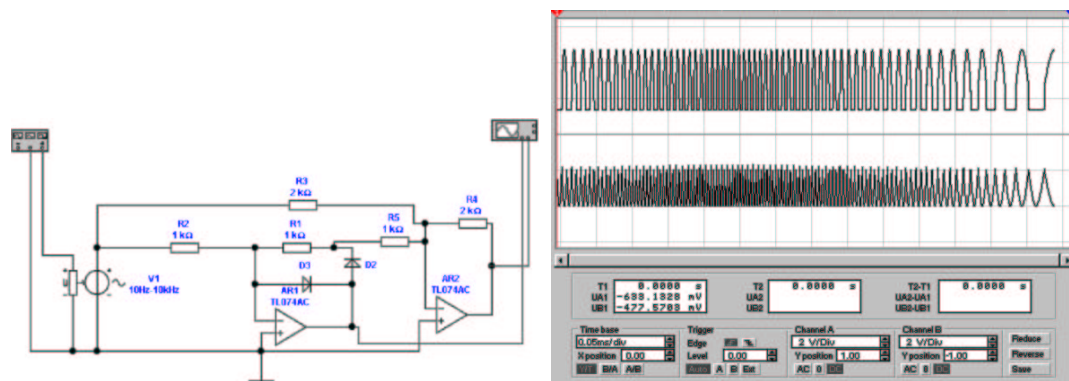 R3
2 kΩ
R2
1 kΩ
R1
1 kΩ
R5
1 kΩ
R4
2 kΩ
D2
D3
V1
10Hz-10kHz
AR1
TL074AC
AR2
TL074AC
T1 0.0000 s
UA1 -633.1328 mV
UB1 -477.5703 mV
T2 0.0000 s
UA2
UB2
T2-T1 0.0000 s
UA2-UA1
UB2-UB1
Time base
0.05ms/div
X position 0.00
B/A A/B
Trigger
Edge
Level 0.00
Auto A B Ext
Channel A
2 V/Div
Y position 1.00
AC 0 DC
Channel B
2 V/Div
Y position -1.00
AC 0 DC
Reduce
Reverse
Save